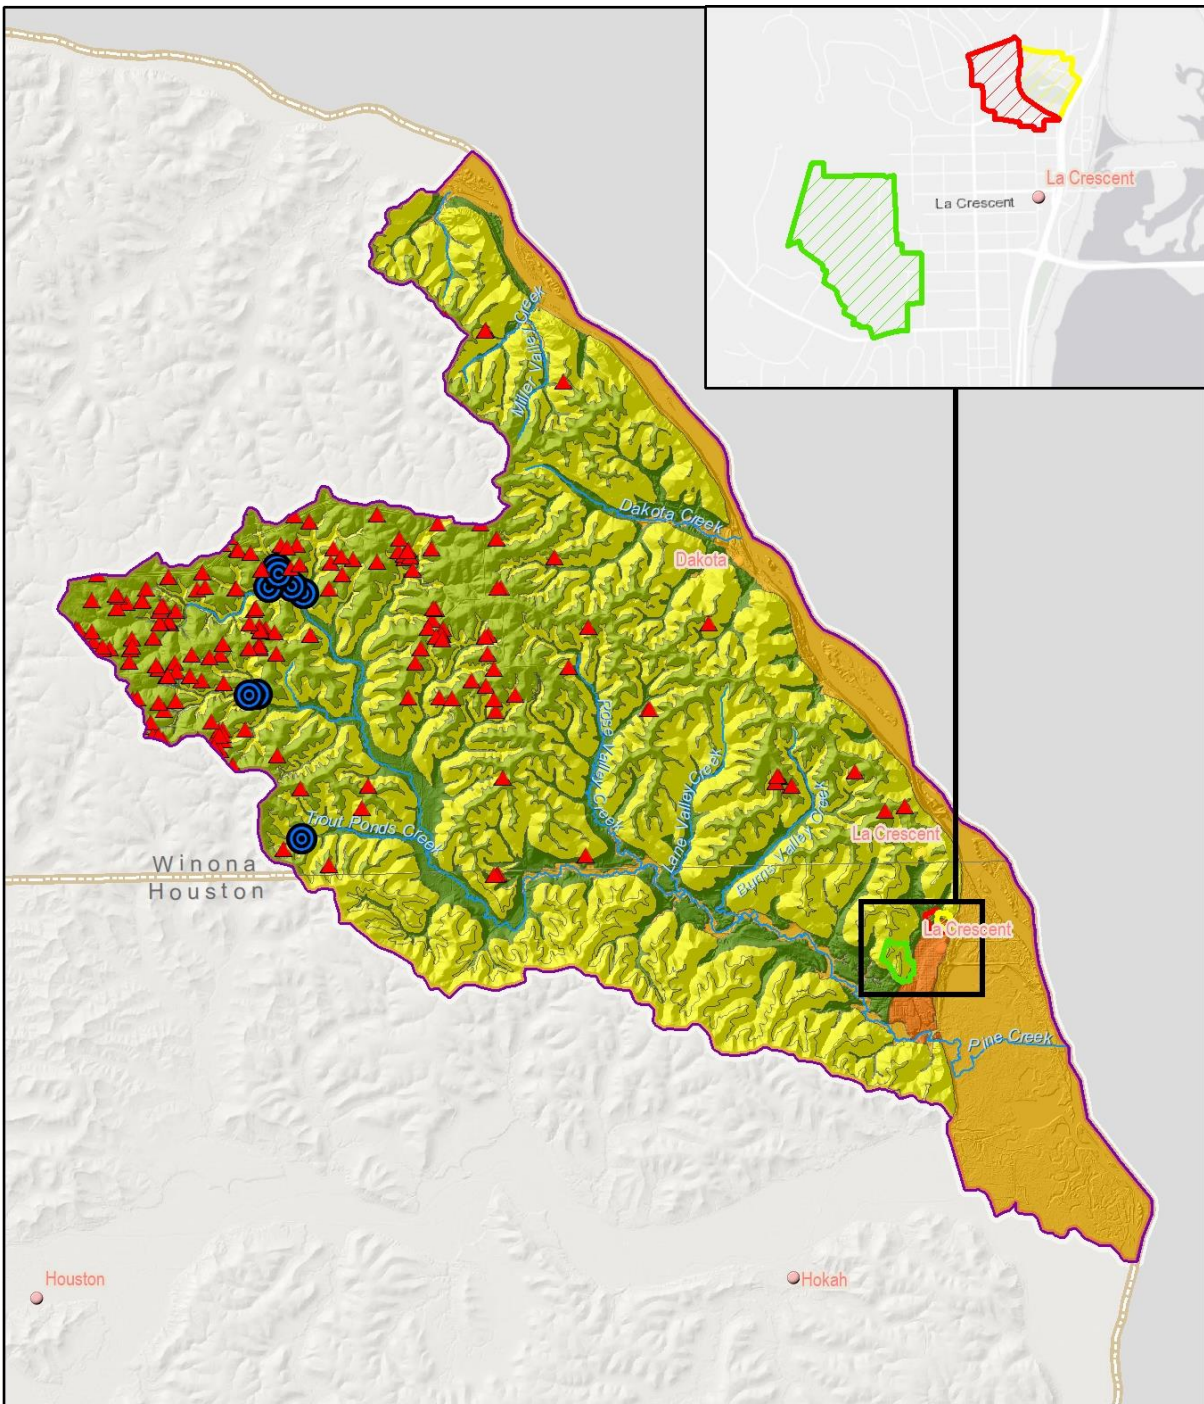 La Crescent
La Crescent
Miller Valley Creek
Dakota Creek
Dakota
Rose Valley Creek
Lane Valley Creek
Burns Valley Creek
Trout Ponds Creek
La Crescent
Winona
Houston
La Crescent
Pine Creek
Houston
Hokah